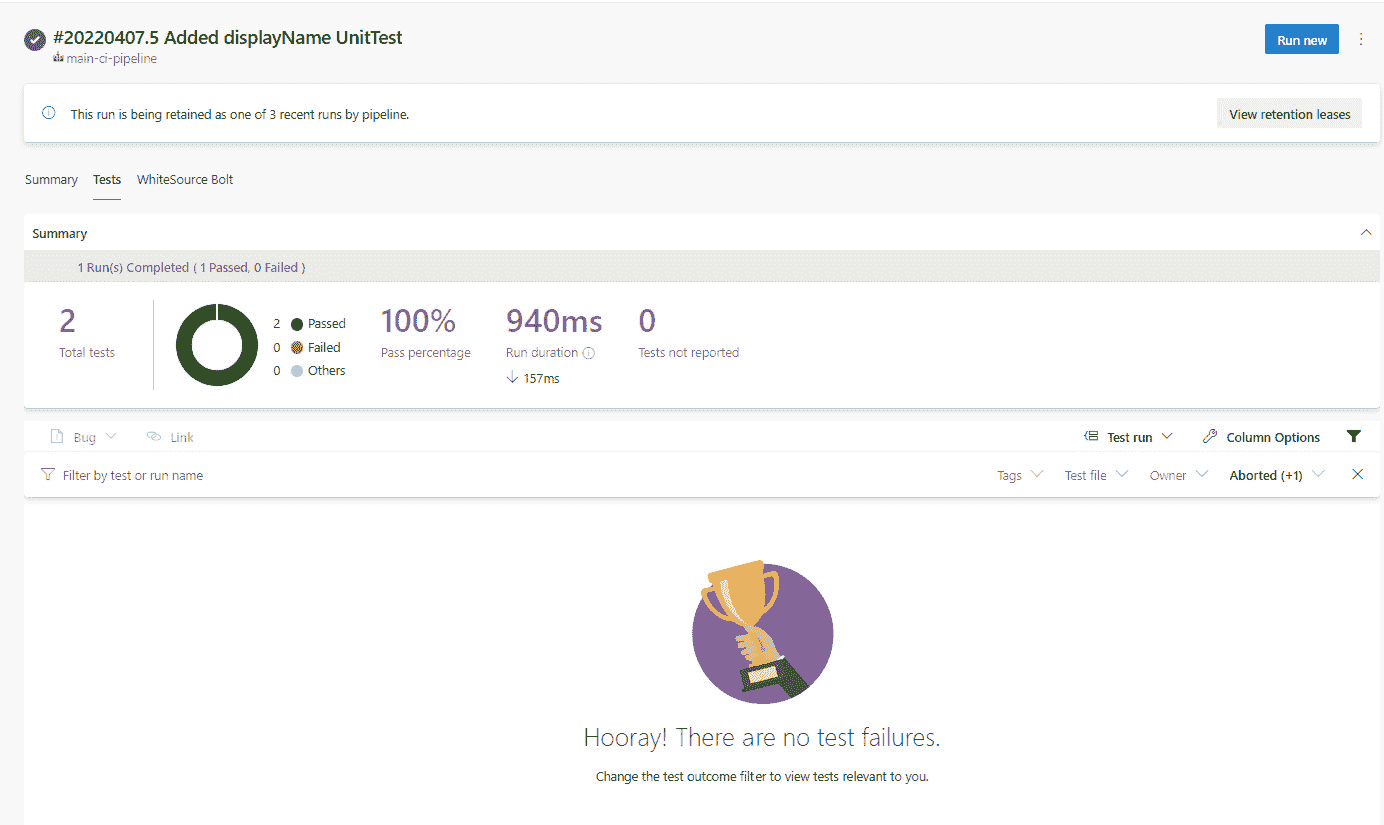 #20220407.5 Added displayName UnitTest
Run new
main-ci-pipeline
This run is being retained as one of 3 recent runs by pipeline.
View retention leases
Summary Tests WhiteSource Bolt
Summary
1 Run(s) Completed ( 1 Passed, 0 Failed )
2
Total tests
2 Passed
0 Failed
0 Others
100%
Pass percentage
940ms
Run duration
157ms
0
Tests not reported
Bug Link Test run Column Options
Filter by test or run name Tags Test file Owner Aborted (+1)
Hooray! There are no test failures.
Change the test outcome filter to view tests relevant to you.